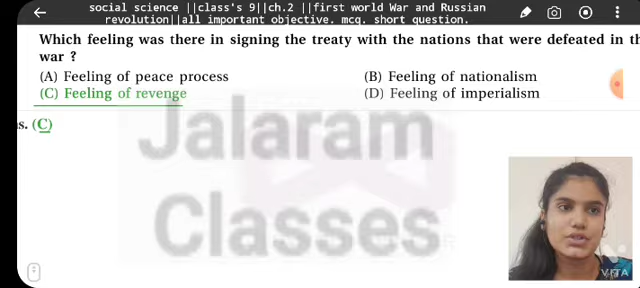 social science ||class's 9||ch.2 ||first world War and Russian
revolution||all important objective. mcq. short question.
Which feeling was there in signing the treaty with the nations that were defeated in th
war ?
(A) Feeling of peace process
(B) Feeling of nationalism
(C) Feeling of revenge
(D) Feeling of imperialism
s. (C)
Jalaram
Classes
VITA